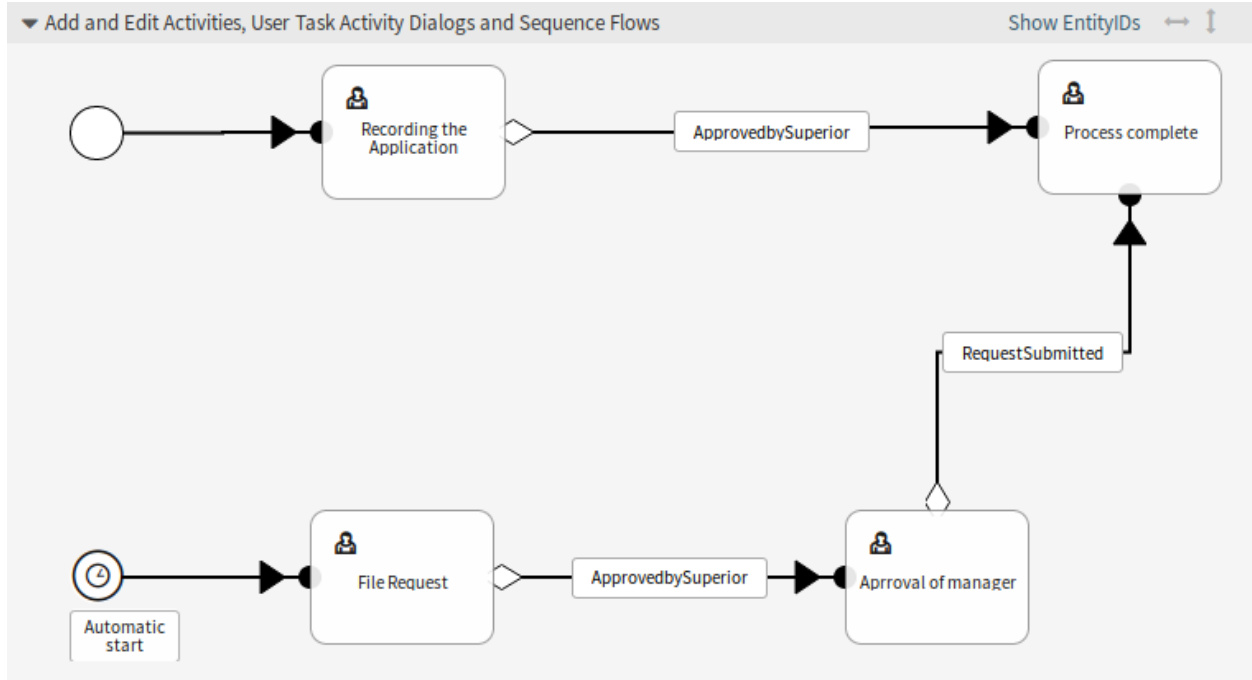 Add and Edit Activities, User Task Activity Dialogs and Sequence Flows
Show EntityIDs
Recording the
Application
ApprovedbySuperior
Process complete
RequestSubmitted
File Request
ApprovedbySuperior
Aprroval of manager
Automatic
start